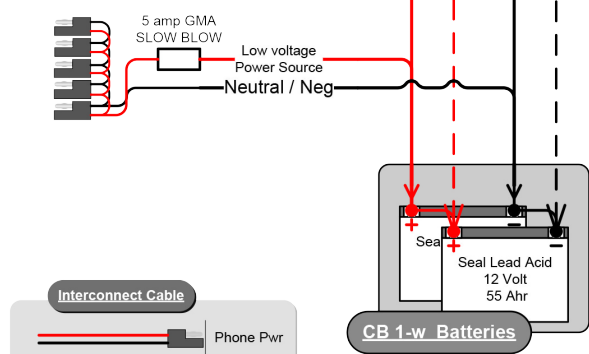 5 amp GMA
SLOW BLOW
Low voltage
Power Source
Neutral / Neg
+ −
Sea
+ −
Seal Lead Acid
12 Volt
55 Ahr
CB 1-w Batteries
Interconnect Cable
Phone Pwr